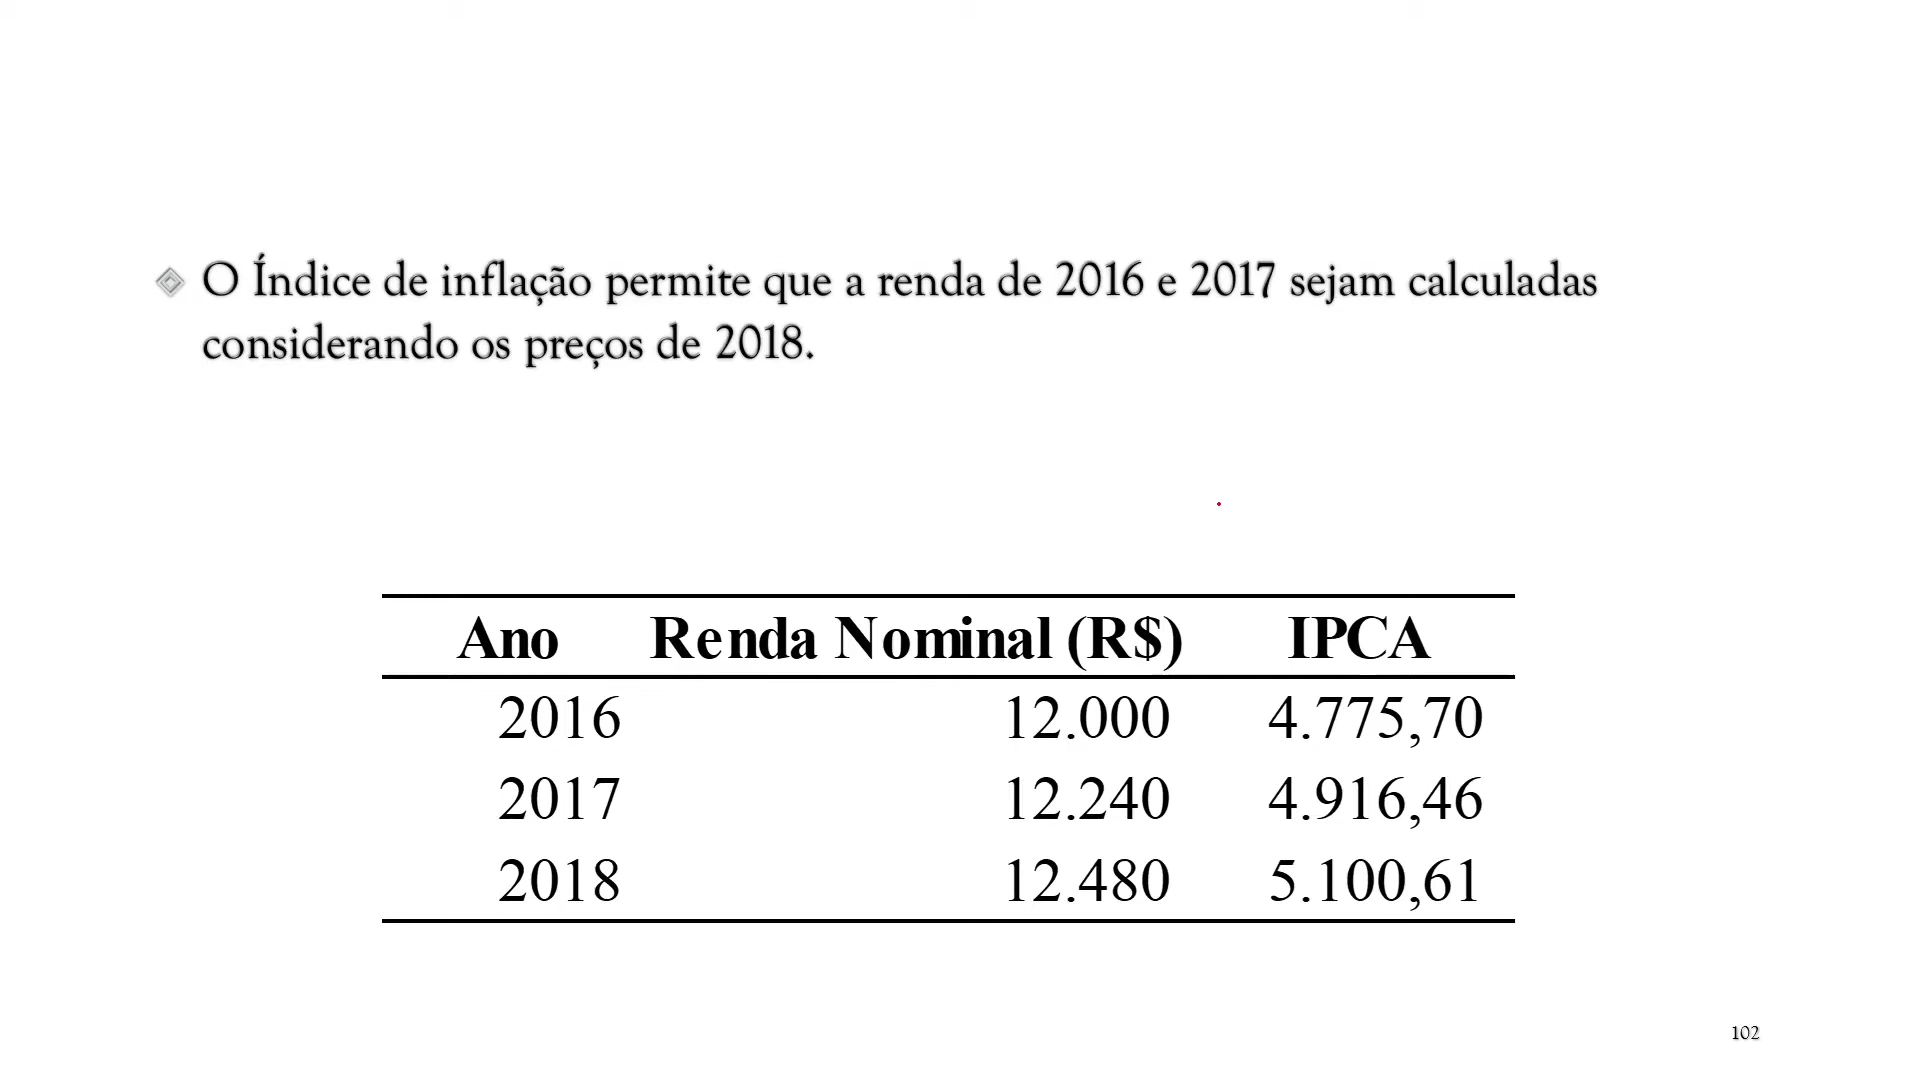 O Índice de inflação permite que a renda de 2016 e 2017 sejam calculadas
considerando os preços de 2018.
Ano Renda Nominal (R$) IPCA
2016 12.000 4.775,70
2017 12.240 4.916,46
2018 12.480 5.100,61
102